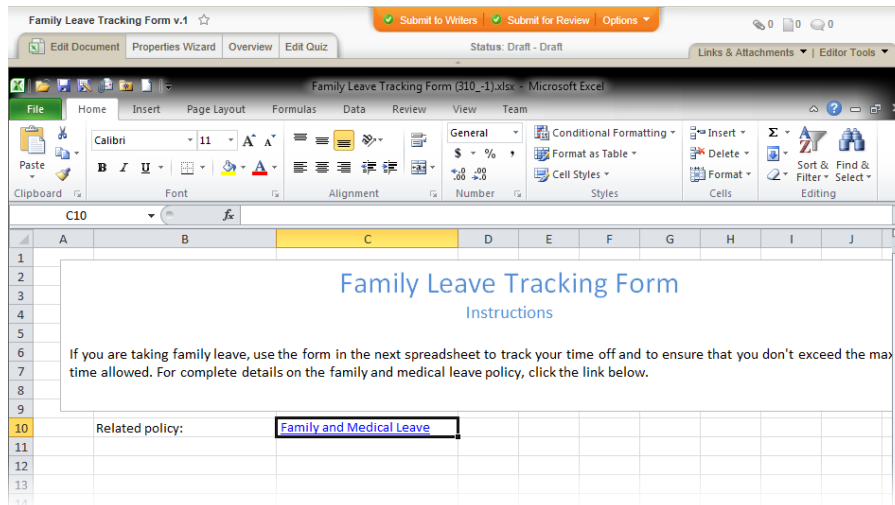 Family Leave Tracking Form v.1
Submit to Writers Submit for Review Options
0 0 0
Edit Document Properties Wizard Overview Edit Quiz
Status: Draft - Draft
Links & Attachments | Editor Tools
Family Leave Tracking Form (310_-1).xlsx - Microsoft Excel
File Home Insert Page Layout Formulas Data Review View Team
Calibri 11 A A General Conditional Formatting Insert Σ
Paste B I U A $ % , Format as Table Delete Sort & Filter Find & Select
.00 .00 Cell Styles Format
Clipboard Font Alignment Number Styles Cells Editing
C10 fx
A B C D E F G H I J
1
2
Family Leave Tracking Form
3
4
Instructions
5
6 If you are taking family leave, use the form in the next spreadsheet to track your time off and to ensure that you don't exceed the max
7 time allowed. For complete details on the family and medical leave policy, click the link below.
8
9
10 Related policy: Family and Medical Leave
11
12
13
14